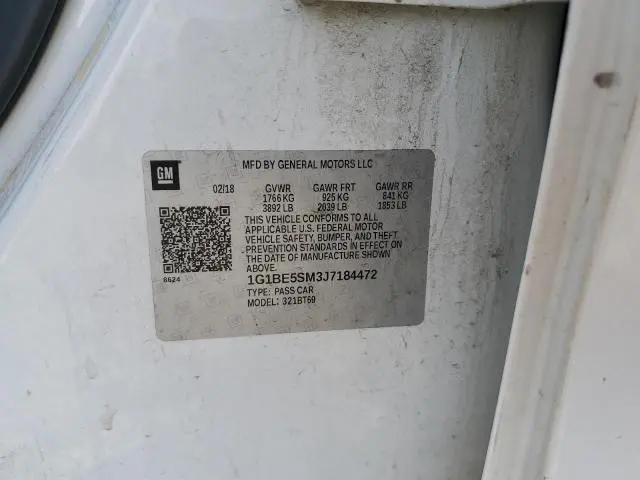 GM
MFD BY GENERAL MOTORS LLC
02/18 GVWR GAWR FRT GAWR RR
1766 KG 925 KG 841 KG
3892 LB 2039 LB 1853 LB
THIS VEHICLE CONFORMS TO ALL
APPLICABLE U.S. FEDERAL MOTOR
VEHICLE SAFETY, BUMPER, AND THEFT
PREVENTION STANDARDS IN EFFECT ON
THE DATE OF MANUFACTURE SHOWN
ABOVE.
8624
1G1BE5SM3J7184472
TYPE: PASS CAR
MODEL: 321BT69